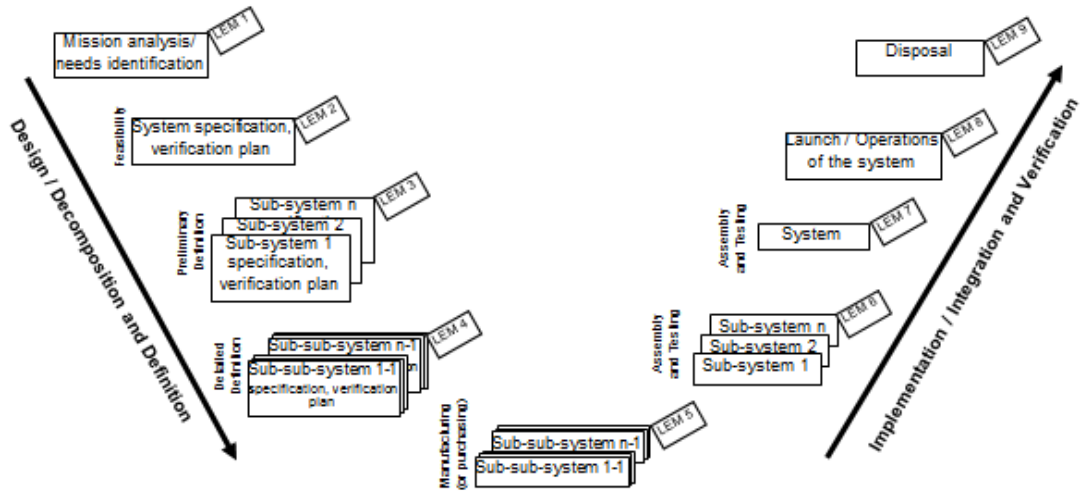 Mission analysis/
needs identification
LEM 1
Feasibility
System specification,
verification plan
LEM 2
Design / Decomposition and Definition
Preliminary
Definition
Sub-system n
Sub-system 2
Sub-system 1
specification,
verification plan
LEM 3
Detailed
Definition
Sub-sub-system n-1
Sub-sub-system 1-1
specification, verification
plan
LEM 4
Manufacturing
(or purchasing)
Sub-sub-system n-1
Sub-sub-system 1-1
LEM 5
Assembly
and Testing
Sub-system n
Sub-system 2
Sub-system 1
LEM 6
Assembly
and Testing
System
LEM 7
Launch / Operations
of the system
LEM 8
Disposal
LEM 9
Implementation / Integration and Verification